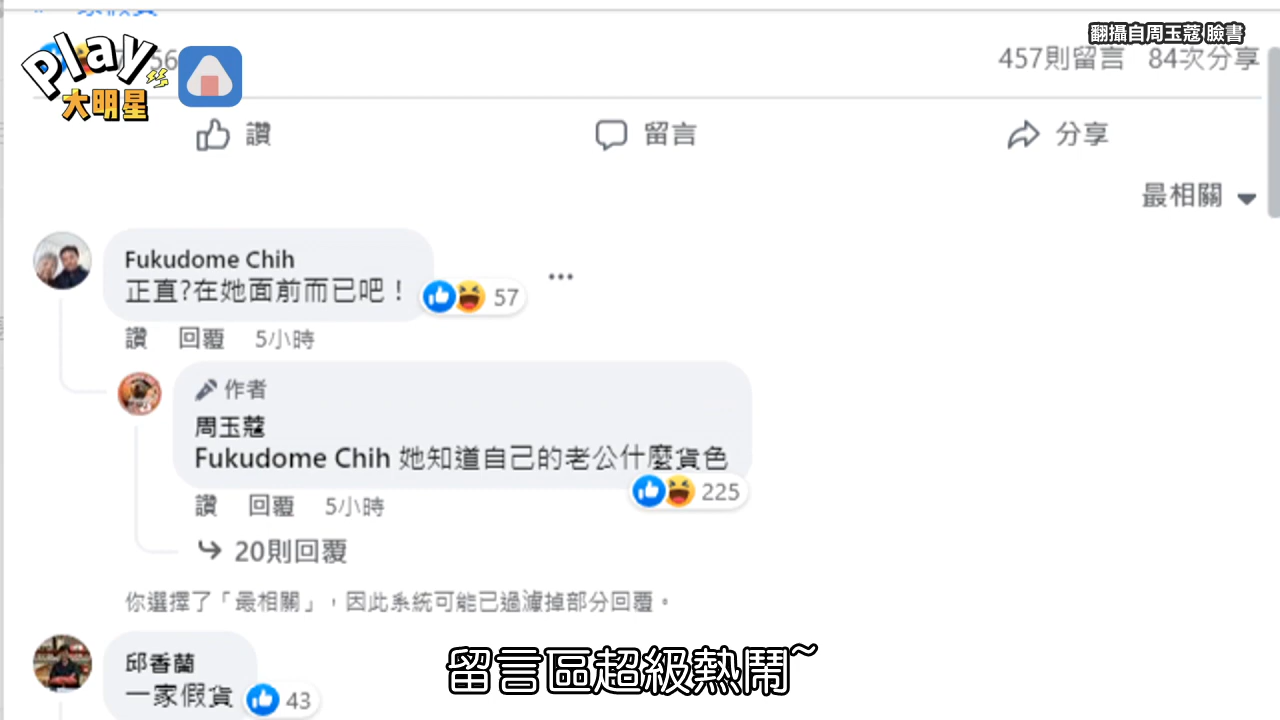 翻攝自周玉蔻 臉書
Play
大明星
457則留言 84次分享
讚 留言 分享
最相關
Fukudome Chih
正直?在她面前而已吧！
57
讚 回覆 5小時
作者
周玉蔻
Fukudome Chih 她知道自己的老公什麼貨色
225
讚 回覆 5小時
20則回覆
你選擇了「最相關」，因此系統可能已過濾掉部分回覆。
邱香蘭
一家假貨
43
留言區超級熱鬧~